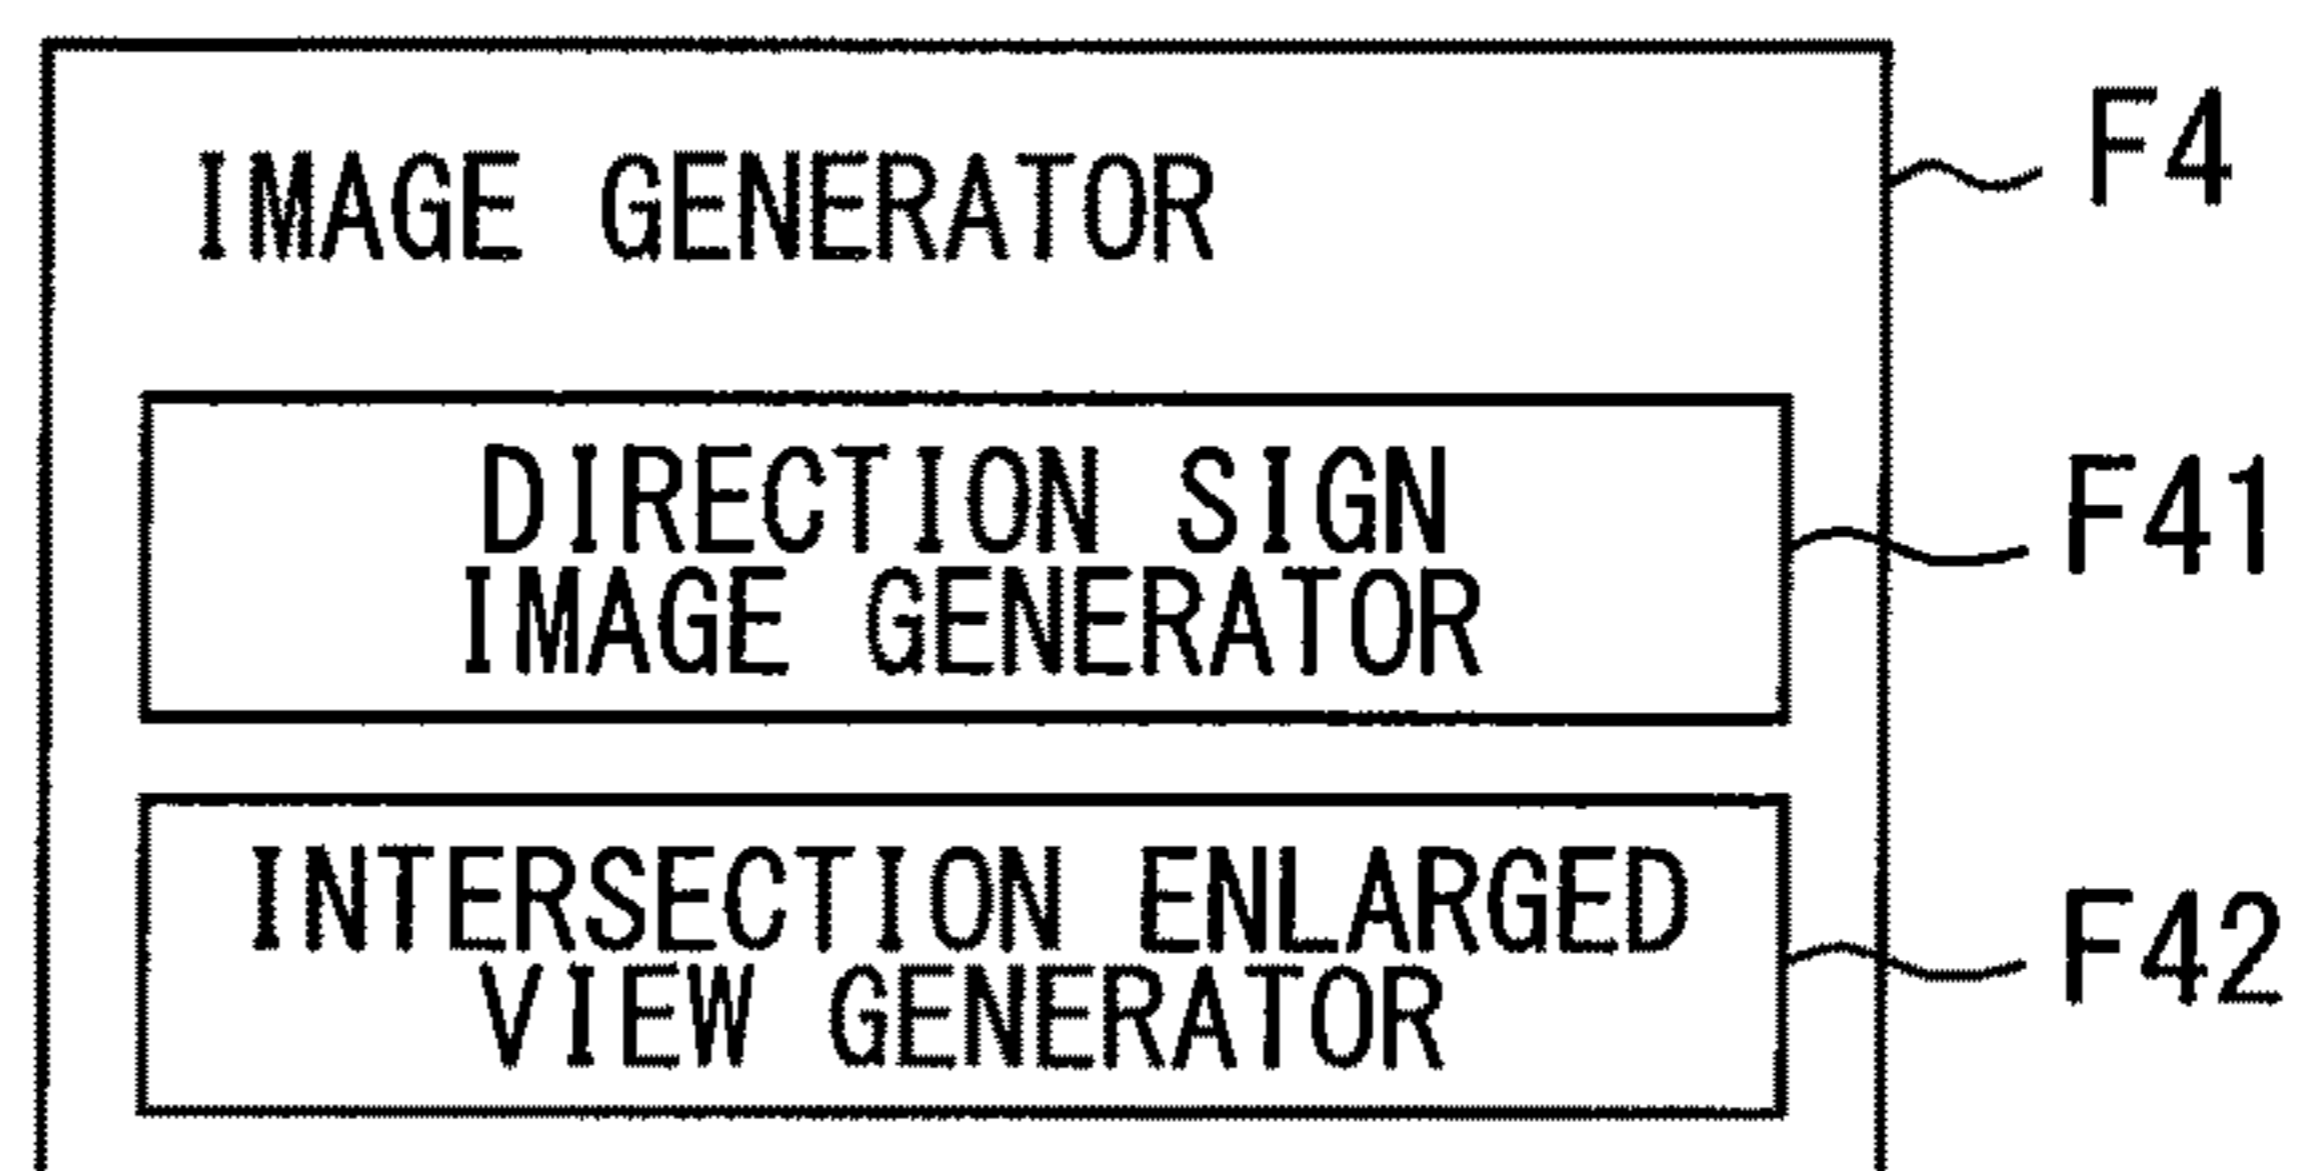 IMAGE GENERATOR
F4
DIRECTION SIGN
IMAGE GENERATOR
F41
INTERSECTION ENLARGED
VIEW GENERATOR
F42